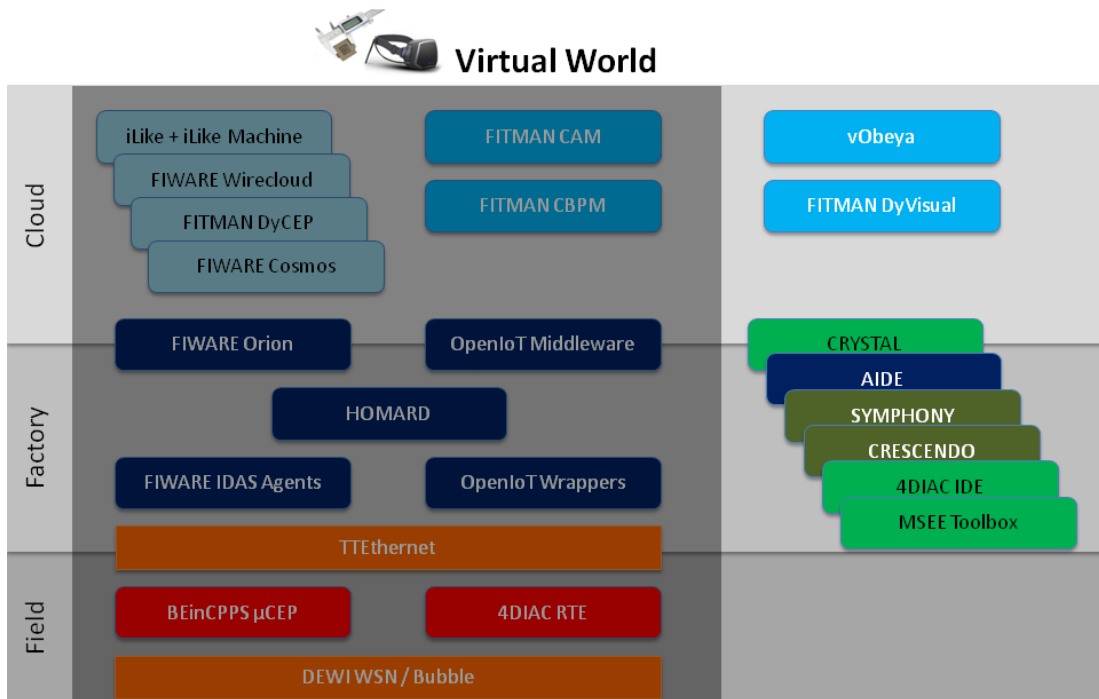 Virtual World
Cloud
iLike + iLike Machine
FIWARE Wirecloud
FITMAN DyCEP
FIWARE Cosmos
FITMAN CAM
FITMAN CBPM
vObeya
FITMAN DyVisual
FIWARE Orion
OpenIoT Middleware
Factory
HOMARD
FIWARE IDAS Agents
OpenIoT Wrappers
TTEthernet
CRYSTAL
AIDE
SYMPHONY
CRESCENDO
4DIAC IDE
MSEE Toolbox
Field
BEinCPPS µCEP
4DIAC RTE
DEWI WSN / Bubble